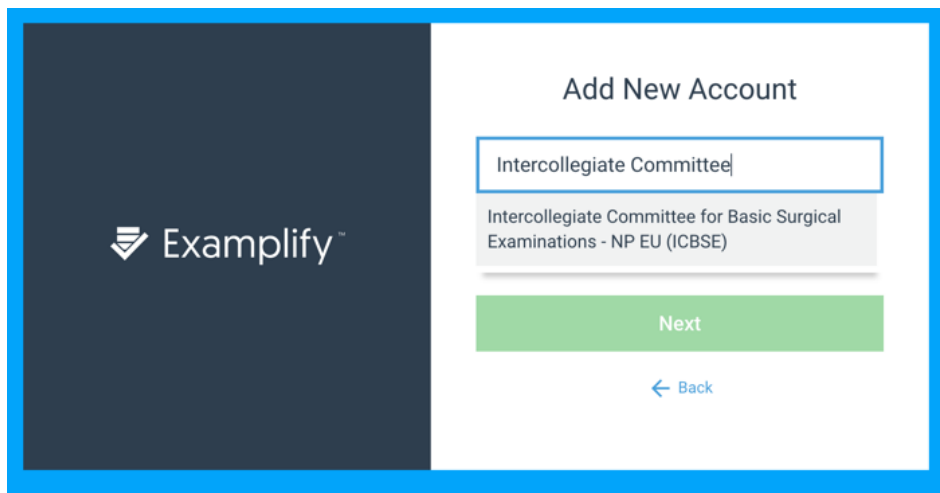 Examplify™
Add New Account
Intercollegiate Committee
Intercollegiate Committee for Basic Surgical
Examinations - NP EU (ICBSE)
Next
Back